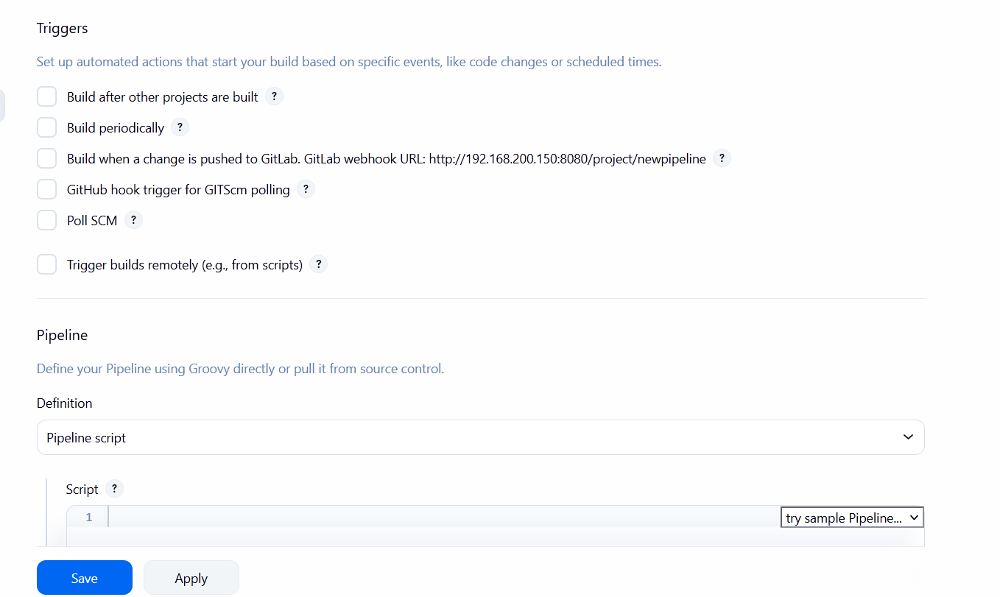 Triggers
Set up automated actions that start your build based on specific events, like code changes or scheduled times.
Build after other projects are built ?
Build periodically ?
Build when a change is pushed to GitLab. GitLab webhook URL: http://192.168.200.150:8080/project/newpipeline ?
GitHub hook trigger for GITScm polling ?
Poll SCM ?
Trigger builds remotely (e.g., from scripts) ?
Pipeline
Define your Pipeline using Groovy directly or pull it from source control.
Definition
Pipeline script
Script ?
1 try sample Pipeline...
Save Apply